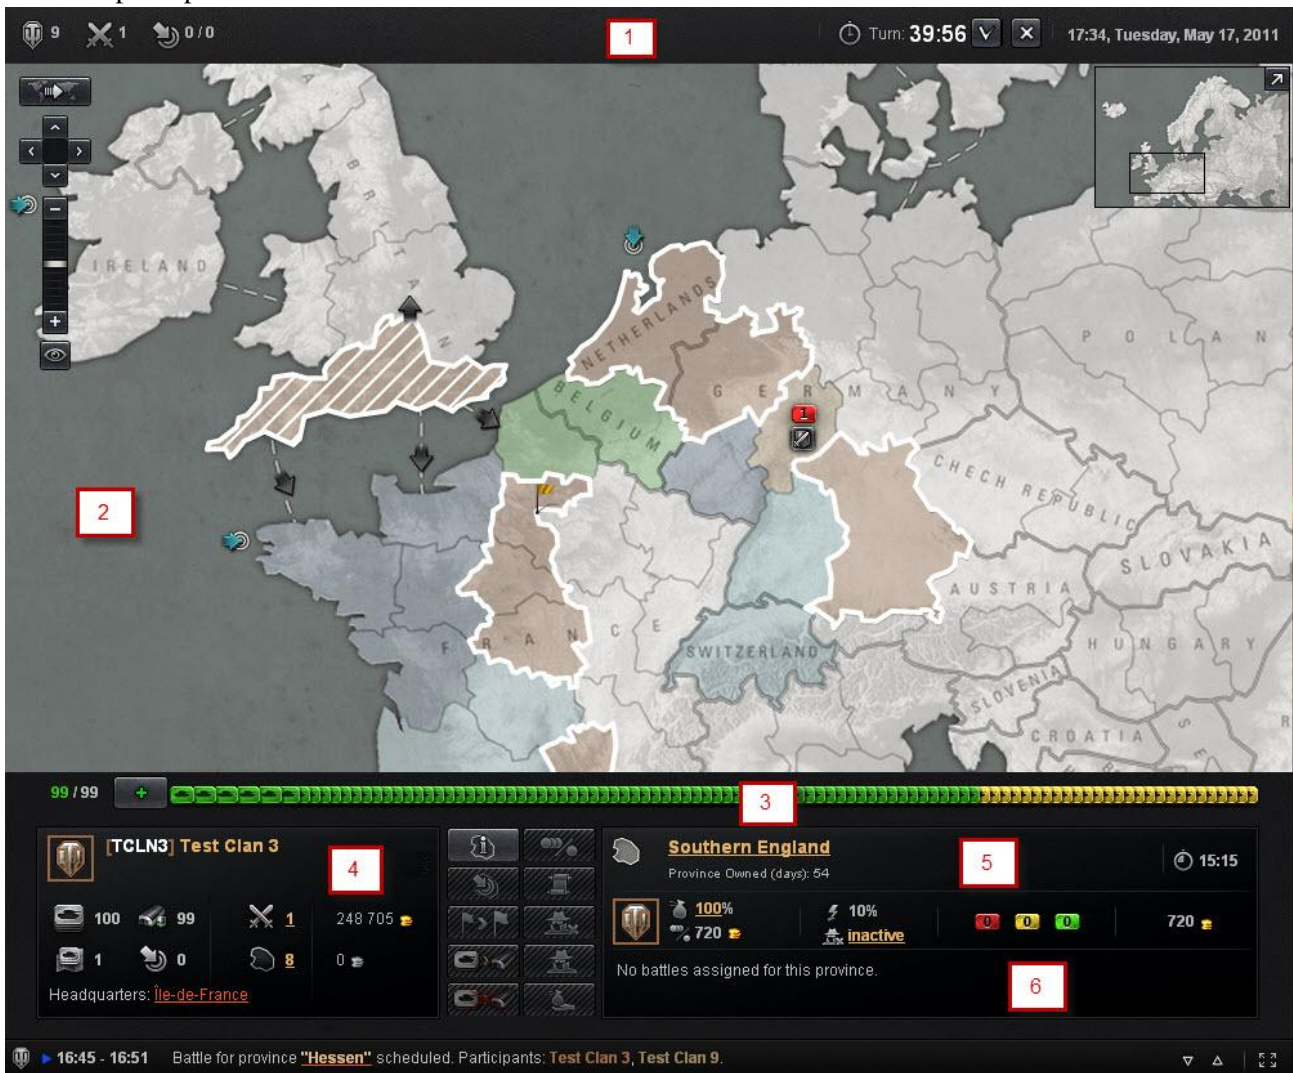 9 1 0 / 0 1 Turn: 39:56 17:34, Tuesday, May 17, 2011
BRITAIN
IRELAND
NETHERLANDS
BELGIUM
GERMANY
POLAN
1
CHECH REPUBLIC
SLOVAKIA
2
AUSTRIA
FRANCE
SWITZERLAND
HUNGARY
SLOVENIA
CROATIA
99 / 99 + 3
[TCLN3] Test Clan 3
4
100 99 1 248 705
1 0 8 0
Headquarters: Île-de-France
Southern England
Province Owned (days): 54
5
15:15
100% 10% 0 0 0 720
720 inactive
No battles assigned for this province.
6
16:45 - 16:51 Battle for province "Hessen" scheduled. Participants: Test Clan 3, Test Clan 9.